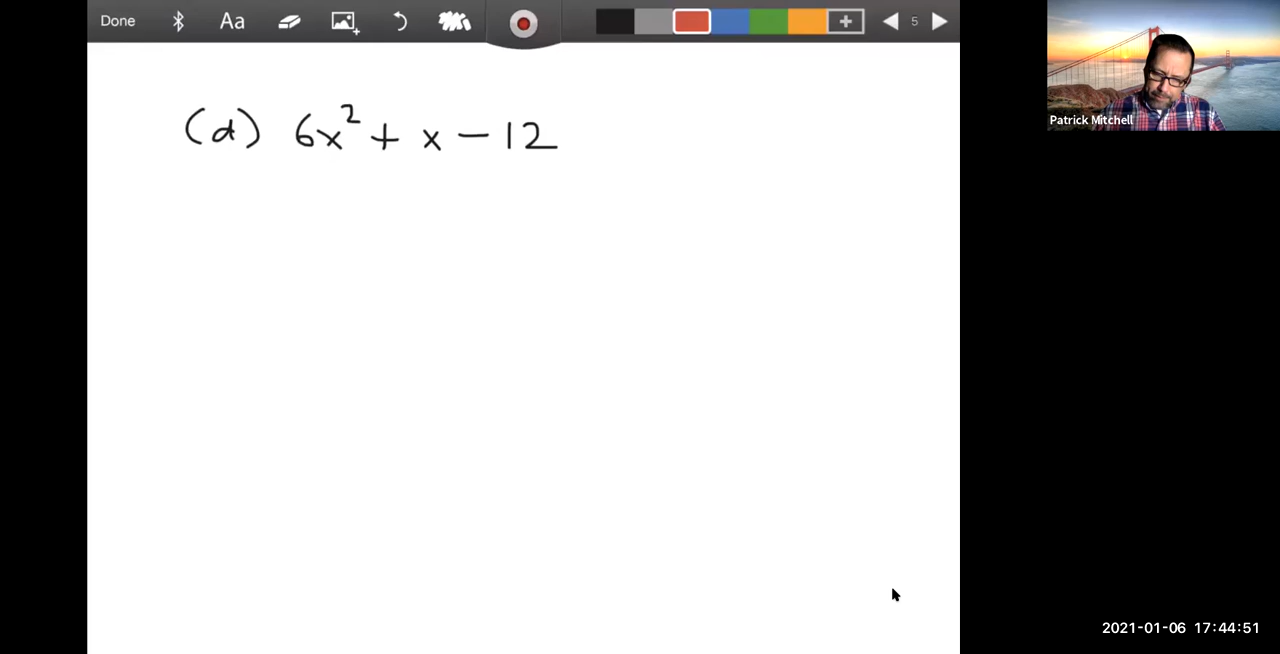 Done Aa 5
(d) 6x² + x − 12
Patrick Mitchell
2021-01-06 17:44:51